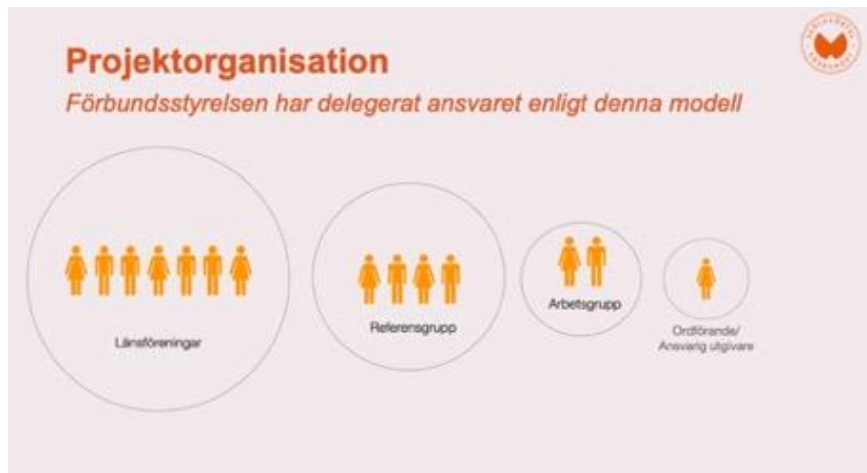 Projektorganisation
Förbundsstyrelsen har delegerat ansvaret enligt denna modell
Länsföreningar
Referensgrupp
Arbetsgrupp
Ordförande/
Ansvarig utgivare